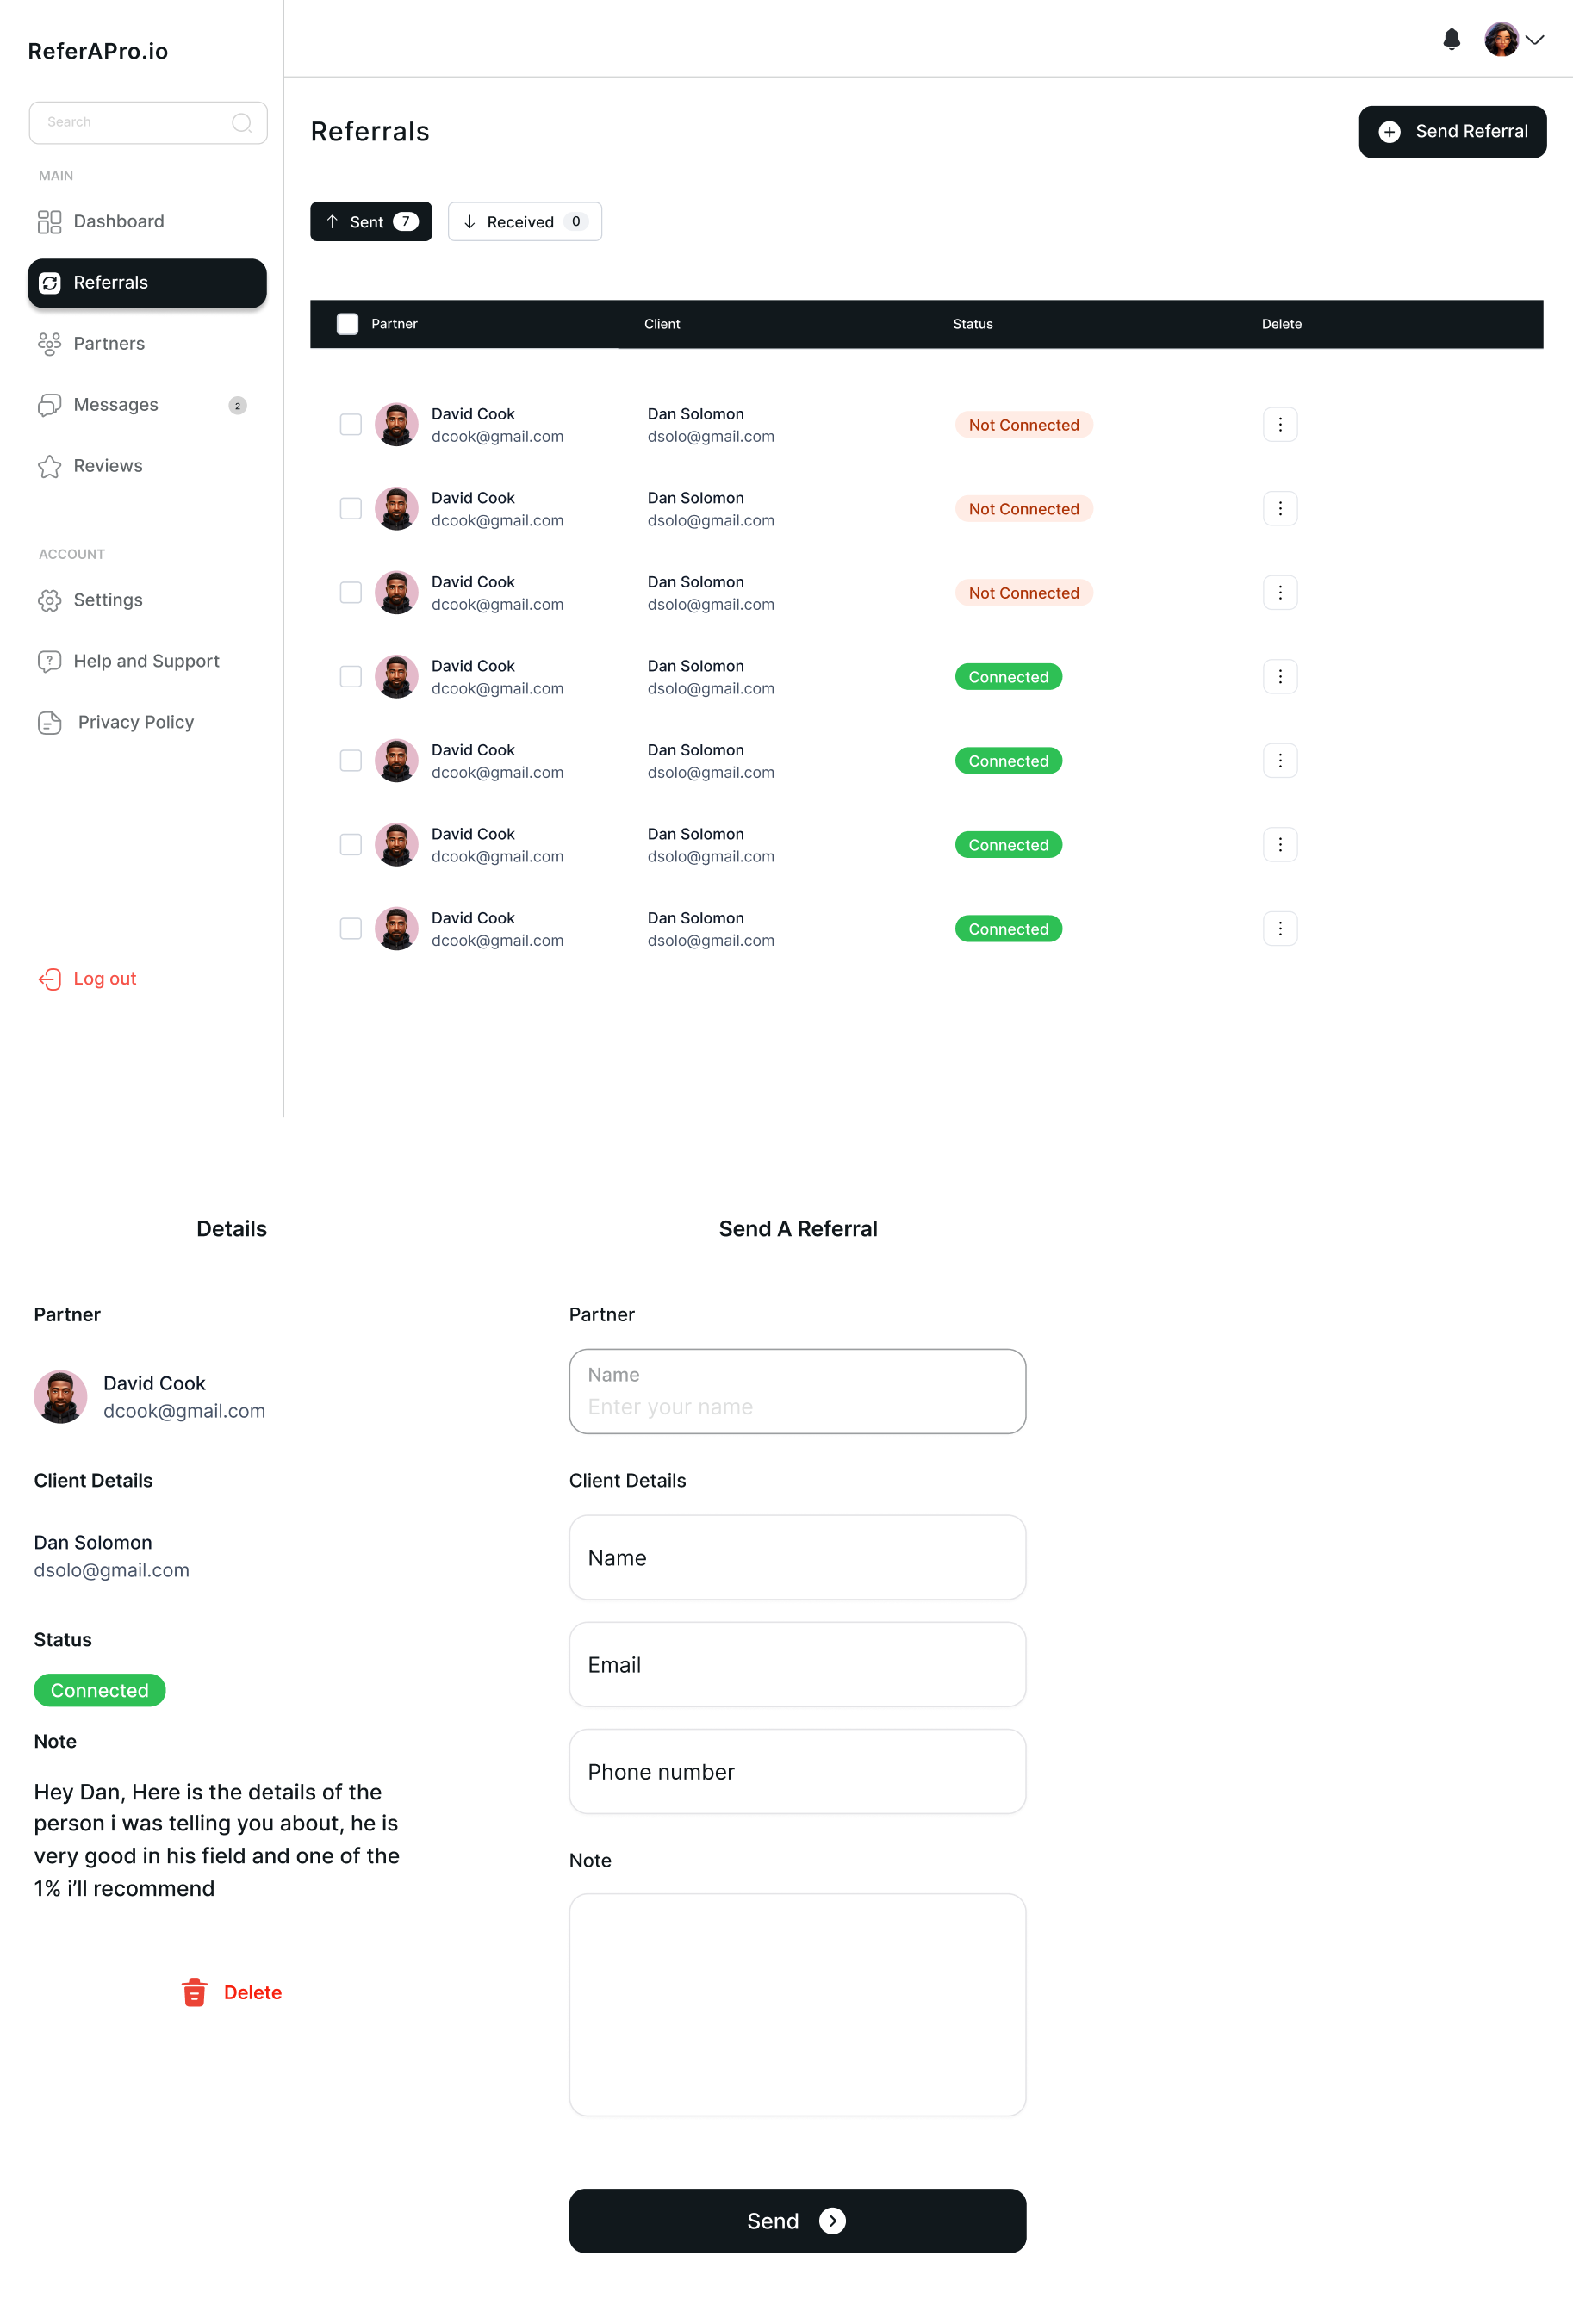 ReferAPro.io
Search
MAIN
Dashboard
Referrals
Partners
Messages 2
Reviews
ACCOUNT
Settings
Help and Support
Privacy Policy
Log out
Referrals
Send Referral
Sent 7
Received 0
Partner Client Status Delete
David Cook Dan Solomon Not Connected
dcook@gmail.com dsolo@gmail.com
David Cook Dan Solomon Not Connected
dcook@gmail.com dsolo@gmail.com
David Cook Dan Solomon Not Connected
dcook@gmail.com dsolo@gmail.com
David Cook Dan Solomon Connected
dcook@gmail.com dsolo@gmail.com
David Cook Dan Solomon Connected
dcook@gmail.com dsolo@gmail.com
David Cook Dan Solomon Connected
dcook@gmail.com dsolo@gmail.com
David Cook Dan Solomon Connected
dcook@gmail.com dsolo@gmail.com
Details
Partner
David Cook
dcook@gmail.com
Client Details
Dan Solomon
dsolo@gmail.com
Status
Connected
Note
Hey Dan, Here is the details of the
person i was telling you about, he is
very good in his field and one of the
1% i’ll recommend
Delete
Send A Referral
Partner
Name
Enter your name
Client Details
Name
Email
Phone number
Note
Send